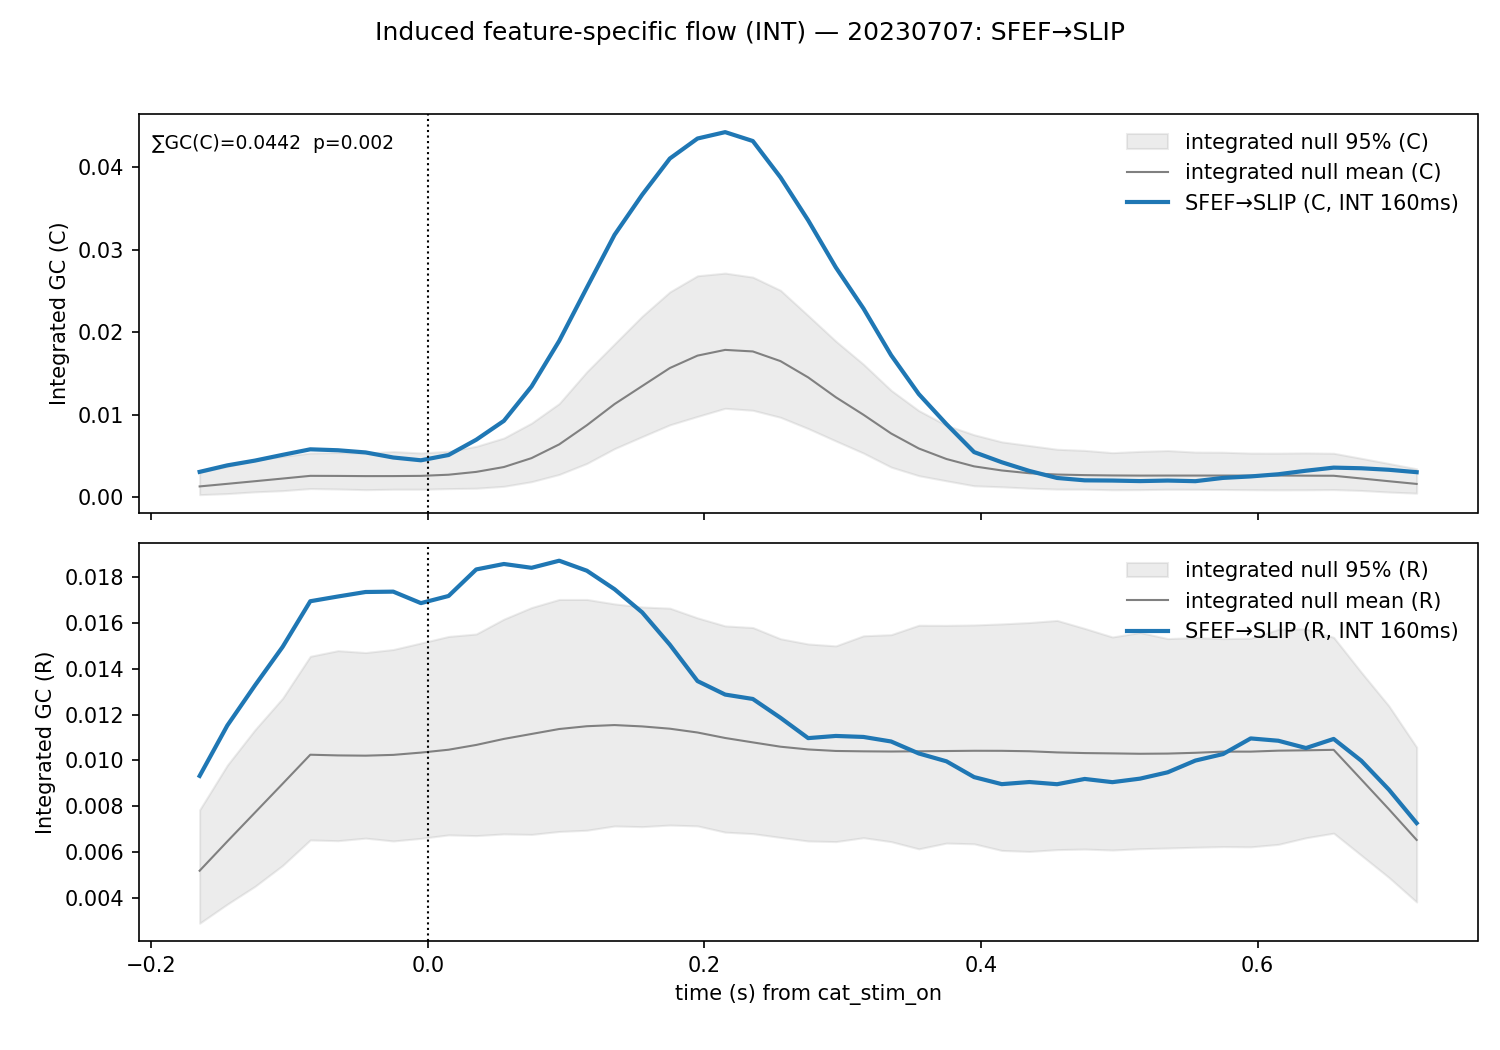 Induced feature-specific flow (INT) — 20230707: SFEF→SLIP
∑GC(C)=0.0442  p=0.002
integrated null 95% (C)
integrated null mean (C)
SFEF→SLIP (C, INT 160ms)
Integrated GC (C)
0.04
0.03
0.02
0.01
0.00
integrated null 95% (R)
integrated null mean (R)
SFEF→SLIP (R, INT 160ms)
Integrated GC (R)
0.018
0.016
0.014
0.012
0.010
0.008
0.006
0.004
−0.2 0.0 0.2 0.4 0.6
time (s) from cat_stim_on